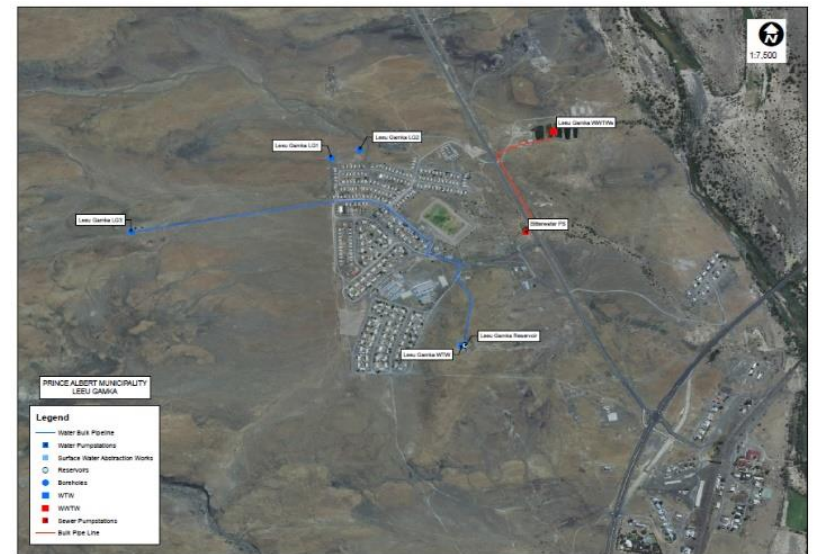 N
1:7,500
Leeu Gamka WWTWs
Leeu Gamka LG2
Leeu Gamka LG1
Leeu Gamka LG3
Bitterwater PS
Leeu Gamka Reservoir
Leeu Gamka WTW
PRINCE ALBERT MUNICIPALITY
LEEU GAMKA
Legend
Water Bulk Pipeline
Water Pumpstations
Surface Water Abstraction Works
Reservoirs
Boreholes
WTW
WWTW
Sewer Pumpstations
Bulk Pipe Line